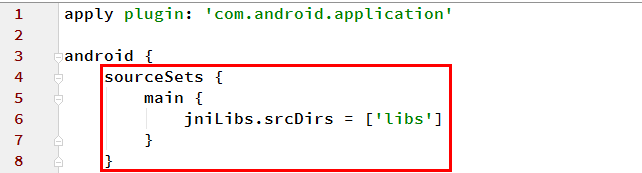 1 apply plugin: 'com.android.application'
2
3 android {
4     sourceSets {
5         main {
6             jniLibs.srcDirs = ['libs']
7         }
8     }